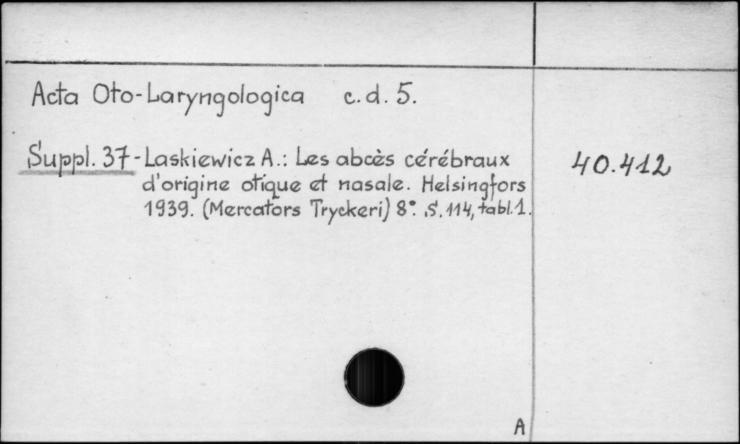 Acta Oto-Laryngologica c.d. 5.
Suppl. 37 - Laskiewicz A.: Les abcès cérébraux 40.412
d'origine otique et nasale. Helsingfors
1939. (Mercators Tryckeri) 8°. S. 114, tabl. 1.
A